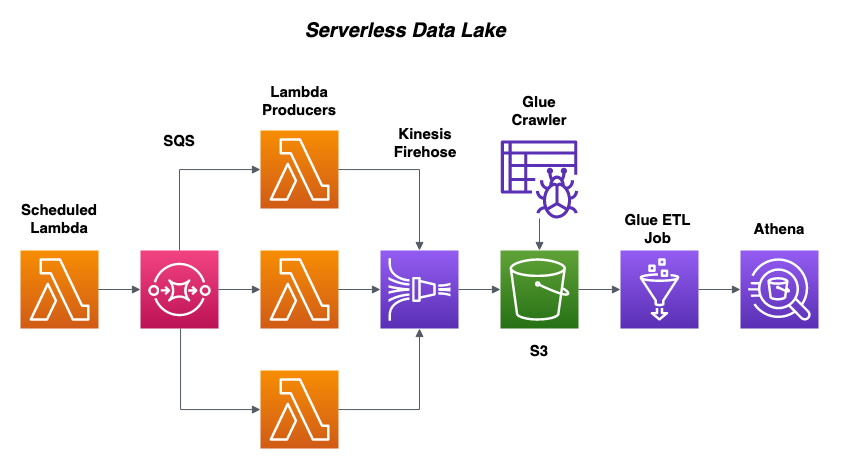 Serverless Data Lake
Lambda
Producers
Glue
Crawler
SQS
Kinesis
Firehose
Scheduled
Lambda
Glue ETL
Job
Athena
S3